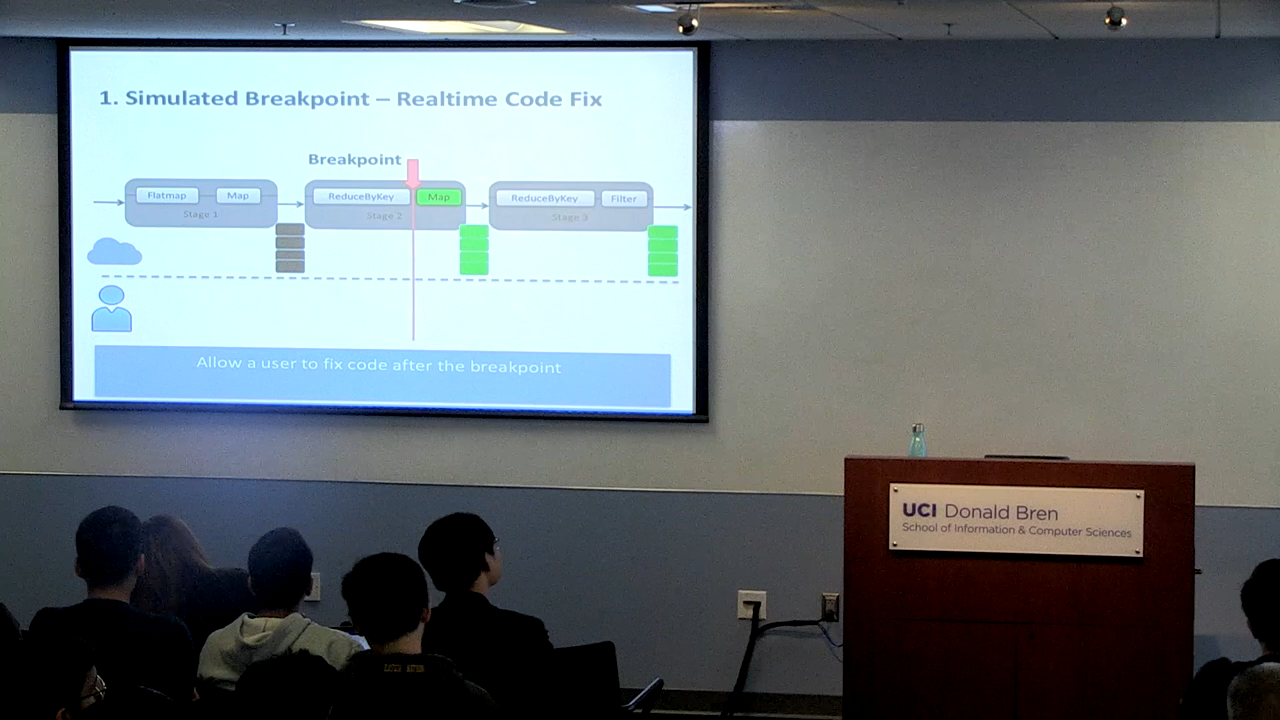 1. Simulated Breakpoint – Realtime Code Fix
Breakpoint
Flatmap Map ReduceByKey Map ReduceByKey Filter
Stage 1 Stage 2 Stage 3
Allow a user to fix code after the breakpoint
UCI Donald Bren
School of Information & Computer Sciences